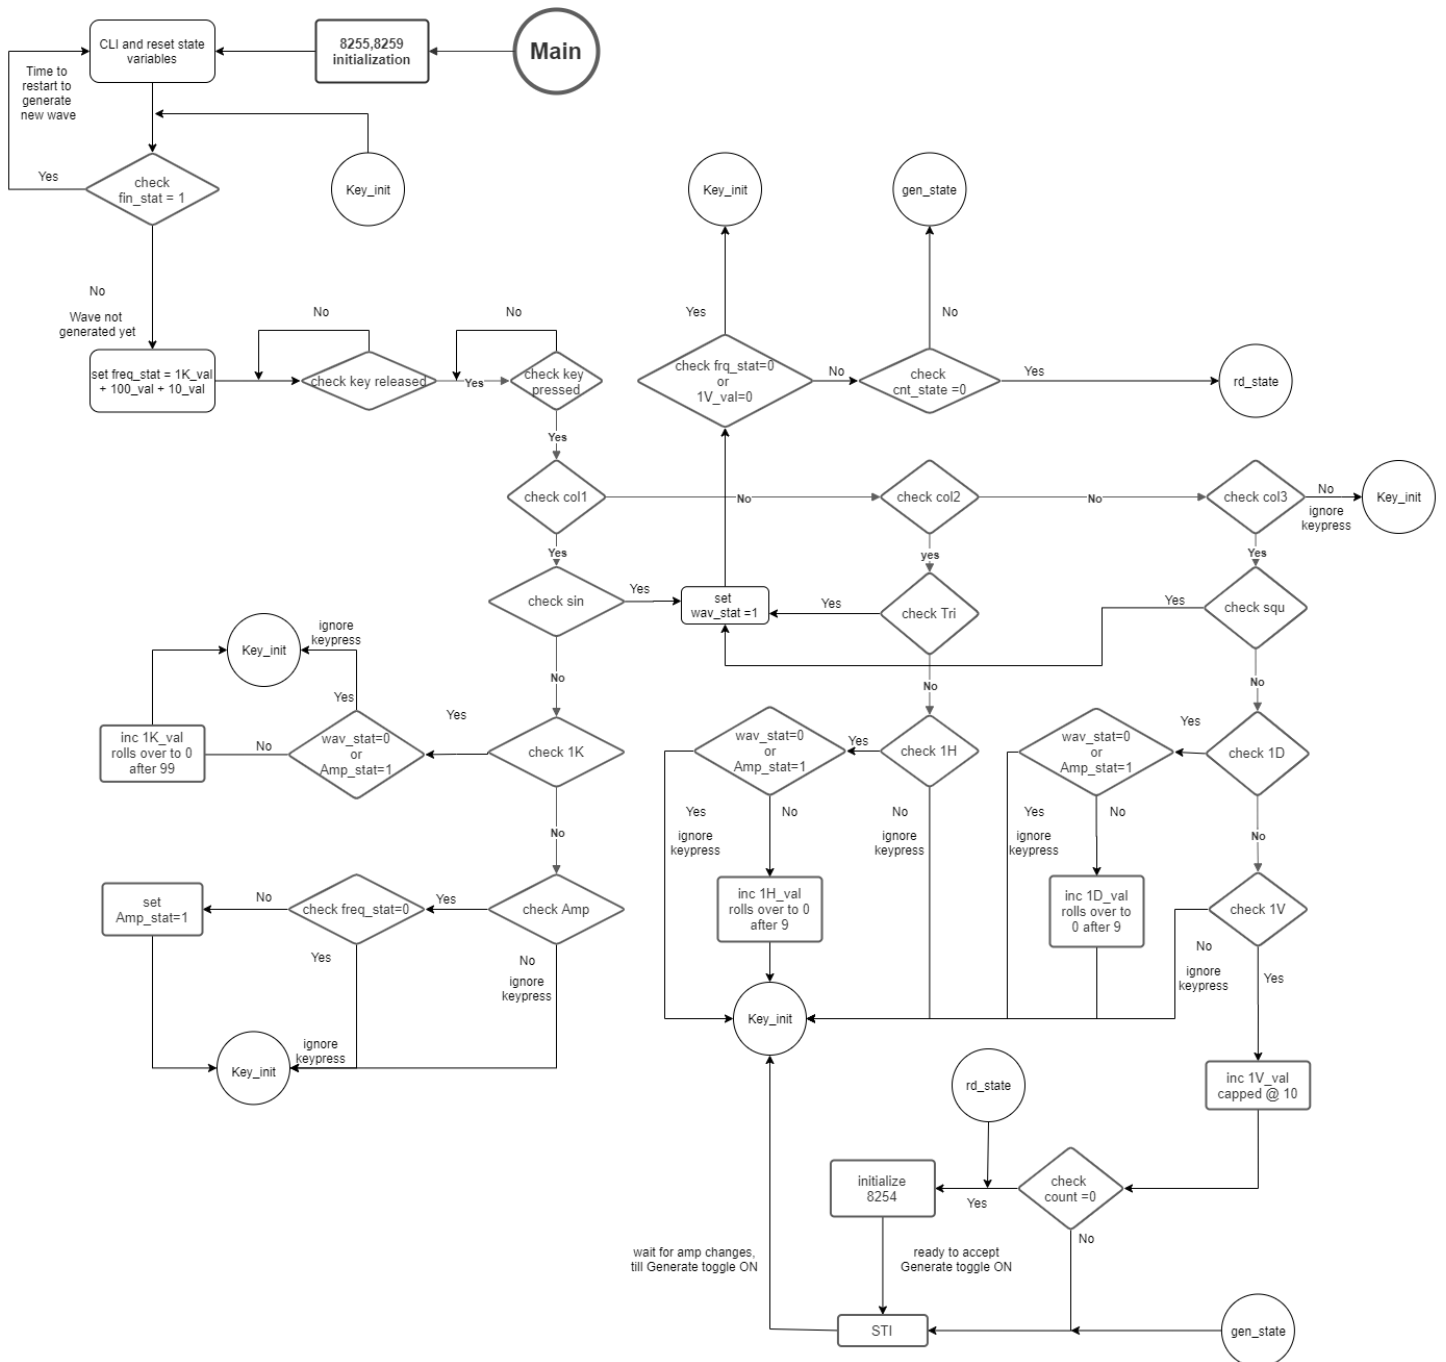 CLI and reset state
variables
8255,8259
initialization
Main
Time to
restart to
generate
new wave
Yes
check
fin_stat = 1
Key_init
Key_init
gen_state
No
Wave not
generated yet
No
No
Yes
check frq_stat=0
or
1V_val=0
No
No
check
cnt_state =0
Yes
rd_state
set freq_stat = 1K_val
+ 100_val + 10_val
check key released
Yes
check key
pressed
Yes
check col1
No
check col2
No
check col3
No
ignore
keypress
Key_init
Yes
yes
Yes
check sin
Yes
set
wav_stat =1
Yes
check Tri
Yes
check squ
Key_init
ignore
keypress
No
No
No
Yes
Yes
inc 1K_val
rolls over to 0
after 99
No
wav_stat=0
or
Amp_stat=1
check 1K
wav_stat=0
or
Amp_stat=1
Yes
check 1H
wav_stat=0
or
Amp_stat=1
Yes
check 1D
Yes
ignore
keypress
No
No
ignore
keypress
Yes
ignore
keypress
No
No
No
set
Amp_stat=1
No
check freq_stat=0
Yes
check Amp
inc 1H_val
rolls over to 0
after 9
inc 1D_val
rolls over to
0 after 9
check 1V
Yes
No
ignore
keypress
No
ignore
keypress
Yes
Key_init
ignore
keypress
Key_init
rd_state
inc 1V_val
capped @ 10
initialize
8254
Yes
check
count =0
No
wait for amp changes,
till Generate toggle ON
ready to accept
Generate toggle ON
STI
gen_state